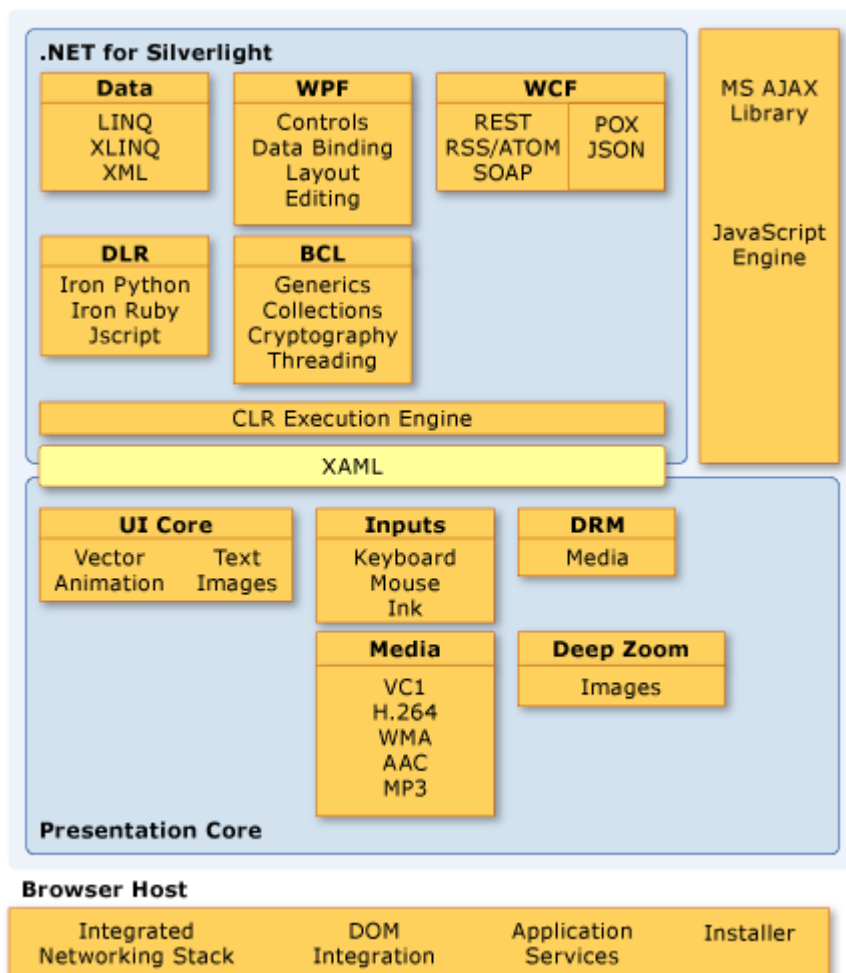 .NET for Silverlight
Data
LINQ
XLINQ
XML
WPF
Controls
Data Binding
Layout
Editing
WCF
REST
RSS/ATOM
SOAP
POX
JSON
MS AJAX
Library
JavaScript
Engine
DLR
Iron Python
Iron Ruby
Jscript
BCL
Generics
Collections
Cryptography
Threading
CLR Execution Engine
XAML
UI Core
Vector
Animation
Text
Images
Inputs
Keyboard
Mouse
Ink
DRM
Media
Media
VC1
H.264
WMA
AAC
MP3
Deep Zoom
Images
Presentation Core
Browser Host
Integrated
Networking Stack
DOM
Integration
Application
Services
Installer